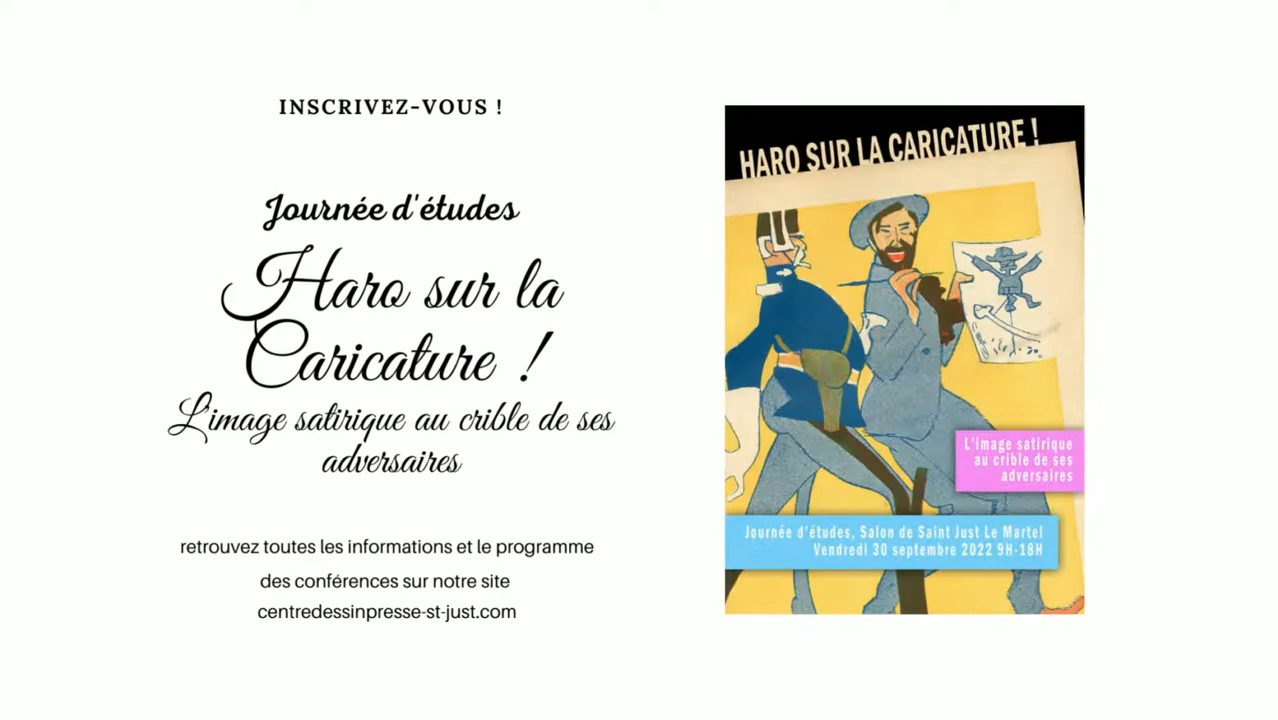 INSCRIVEZ-VOUS !
Journée d'études
Haro sur la
Caricature !
L'image satirique au crible de ses
adversaires
retrouvez toutes les informations et le programme
des conférences sur notre site
centredessinpresse-st-just.com
HARO SUR LA CARICATURE !
L'Image satirique
au crible de ses
adversaires
Journée d'études, Salon de Saint Just Le Martel
Vendredi 30 septembre 2022 9H-18H